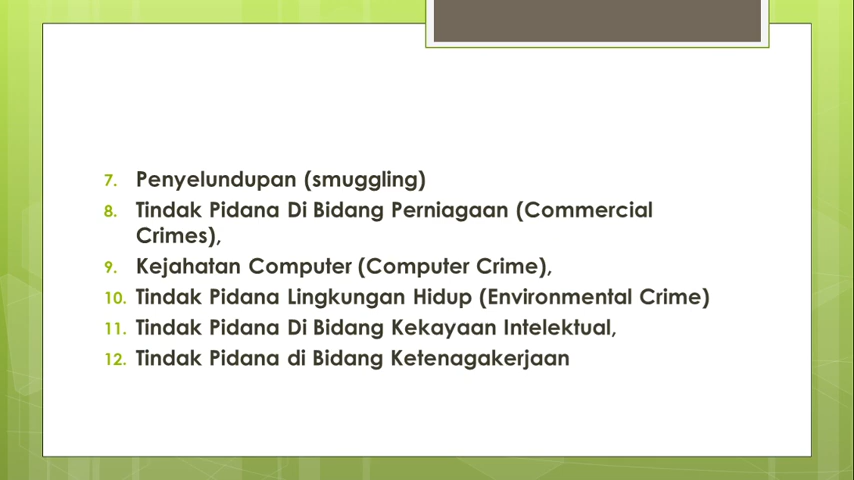 7. Penyelundupan (smuggling)
8. Tindak Pidana Di Bidang Perniagaan (Commercial
Crimes),
9. Kejahatan Computer (Computer Crime),
10. Tindak Pidana Lingkungan Hidup (Environmental Crime)
11. Tindak Pidana Di Bidang Kekayaan Intelektual,
12. Tindak Pidana di Bidang Ketenagakerjaan